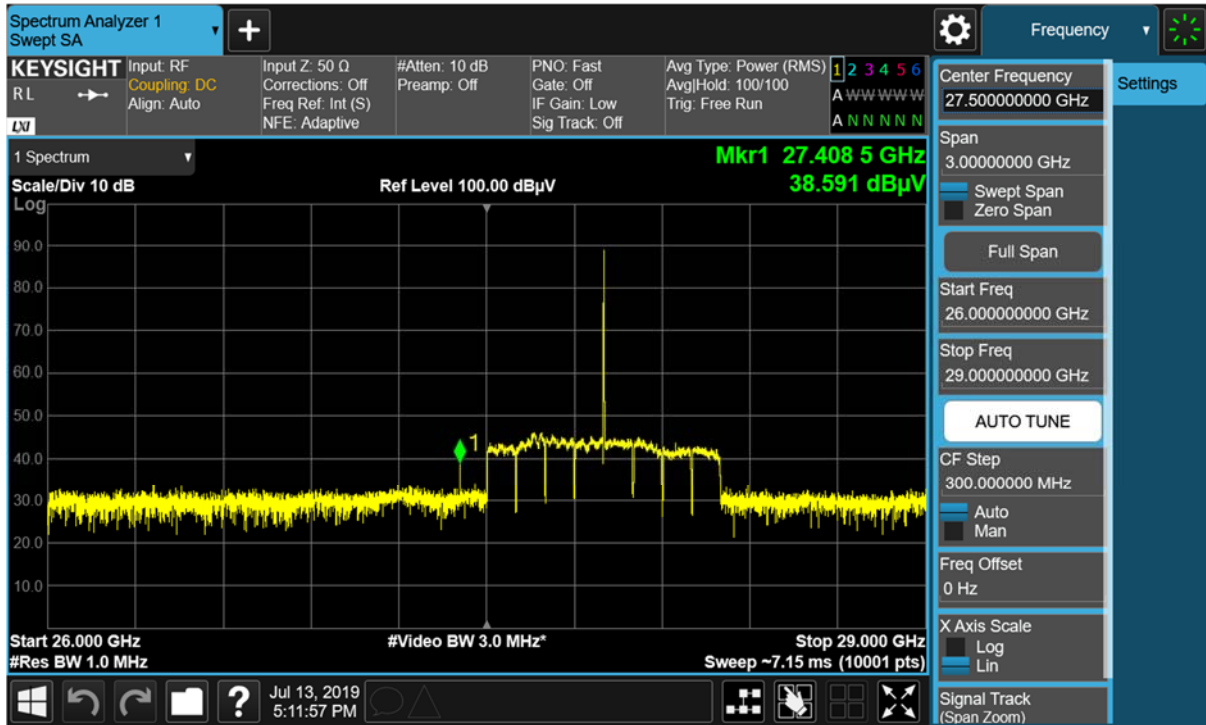 Spectrum Analyzer 1
Swept SA
Frequency
KEYSIGHT
R L
LXI
Input: RF
Coupling: DC
Align: Auto
Input Z: 50 Ω
Corrections: Off
Freq Ref: Int (S)
NFE: Adaptive
#Atten: 10 dB
Preamp: Off
PNO: Fast
Gate: Off
IF Gain: Low
Sig Track: Off
Avg Type: Power (RMS)
Avg|Hold: 100/100
Trig: Free Run
1 2 3 4 5 6
A W W W W W
A N N N N N
Center Frequency
27.500000000 GHz
Settings
Span
3.00000000 GHz
Swept Span
Zero Span
Full Span
Start Freq
26.000000000 GHz
Stop Freq
29.000000000 GHz
AUTO TUNE
CF Step
300.000000 MHz
Auto
Man
Freq Offset
0 Hz
X Axis Scale
Log
Lin
Signal Track
(Span Zoom)
1 Spectrum
Mkr1 27.408 5 GHz
Scale/Div 10 dB
Ref Level 100.00 dBµV
38.591 dBµV
Log
90.0
80.0
70.0
60.0
50.0
1
40.0
30.0
20.0
10.0
Start 26.000 GHz
#Video BW 3.0 MHz*
Stop 29.000 GHz
#Res BW 1.0 MHz
Sweep ~7.15 ms (10001 pts)
?
Jul 13, 2019
5:11:57 PM